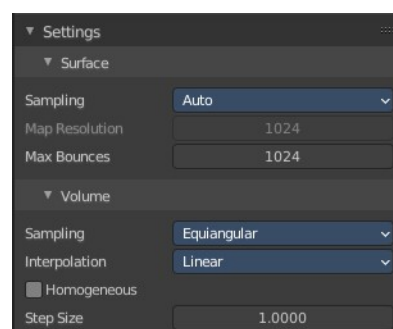 Settings
Surface
Sampling Auto
Map Resolution 1024
Max Bounces 1024
Volume
Sampling Equiangular
Interpolation Linear
Homogeneous
Step Size 1.0000